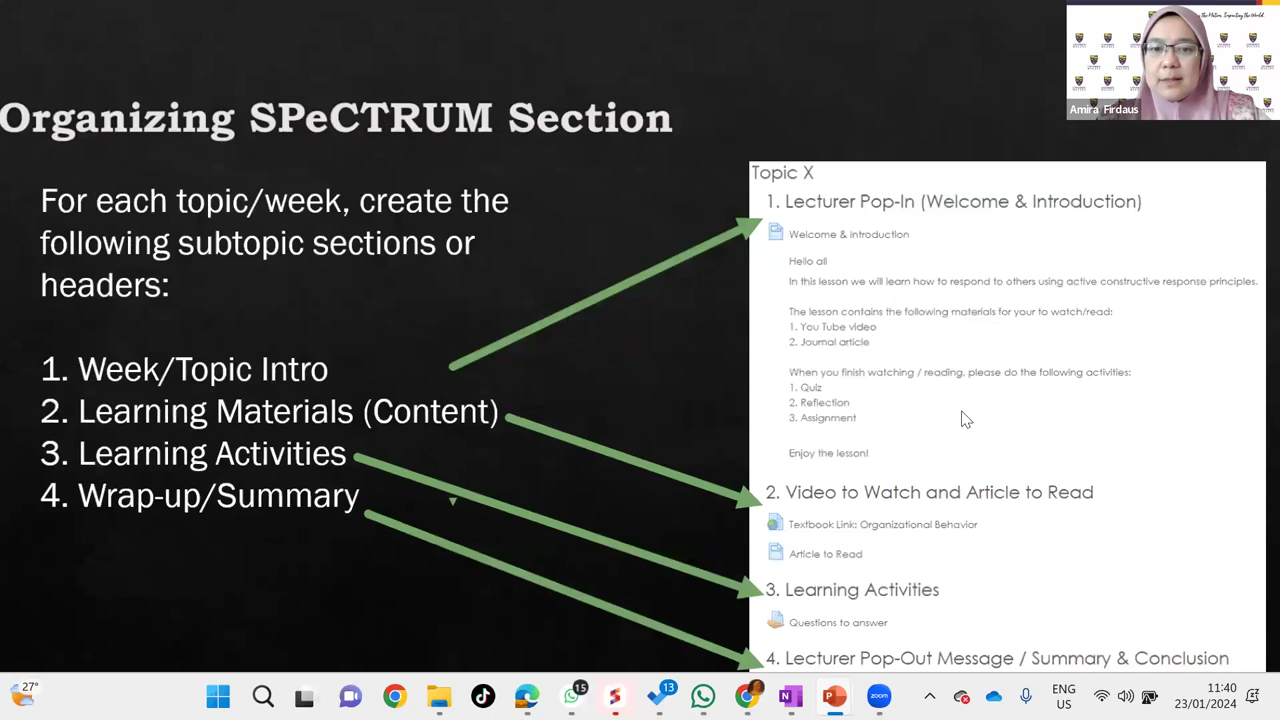 Amira Firdaus
Organizing SPeCTRUM Section
For each topic/week, create the
following subtopic sections or
headers:
1. Week/Topic Intro
2. Learning Materials (Content)
3. Learning Activities
4. Wrap-up/Summary
Topic X
1. Lecturer Pop-In (Welcome & Introduction)
Welcome & Introduction
Hello all
In this lesson we will learn how to respond to others using active constructive response principles.
The lesson contains the following materials for your to watch/read:
1. You Tube video
2. Journal article
When you finish watching / reading, please do the following activities:
1. Quiz
2. Reflection
3. Assignment
Enjoy the lesson!
2. Video to Watch and Article to Read
Textbook Link: Organizational Behavior
Article to Read
3. Learning Activities
Questions to answer
4. Lecturer Pop-Out Message / Summary & Conclusion
27°
15
13
zoom
ENG
US
11:40
23/01/2024